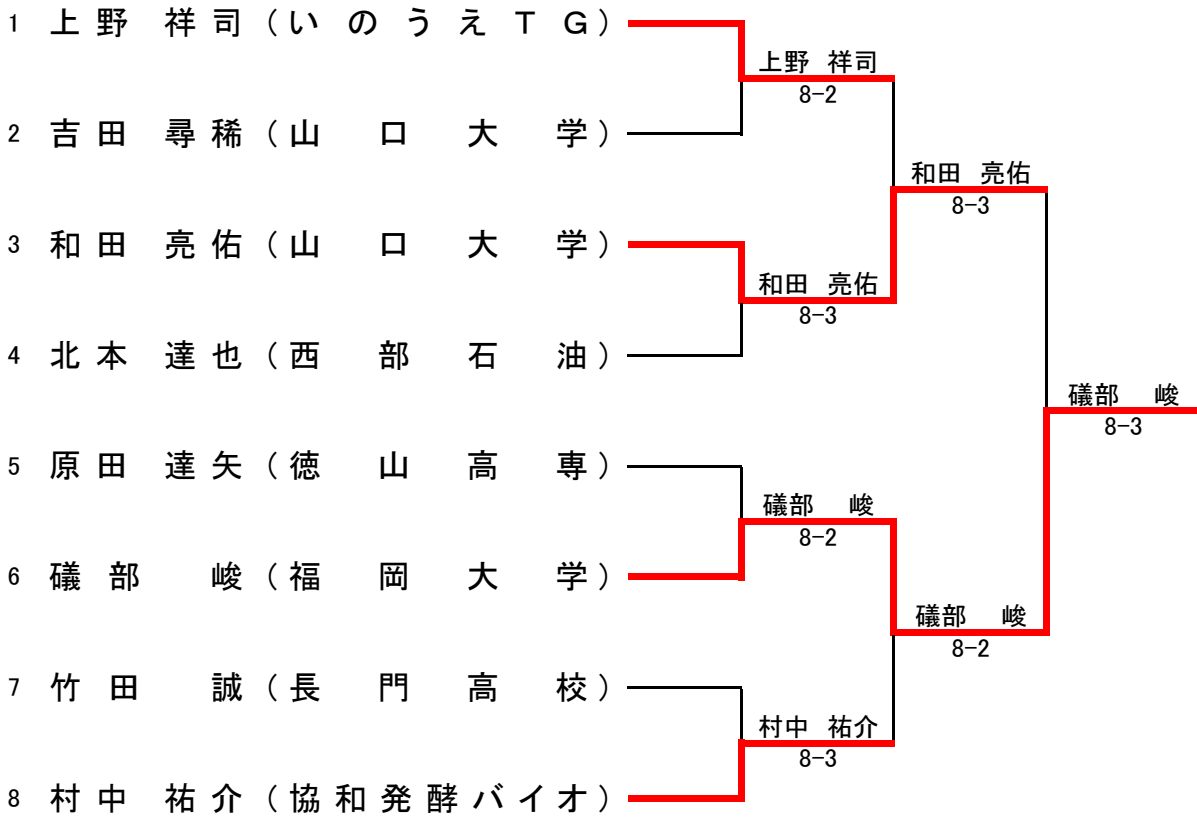 1 上野 祥司(いのうえTG)
上野 祥司
8-2
2 吉田 尋稀(山口大学)
和田 亮佑
8-3
3 和田 亮佑(山口大学)
和田 亮佑
8-3
4 北本 達也(西部石油)
礒部 峻
8-3
5 原田 達矢(徳山高専)
礒部 峻
8-2
6 礒部 峻(福岡大学)
礒部 峻
8-2
7 竹田 誠(長門高校)
村中 祐介
8-3
8 村中 祐介(協和発酵バイオ)